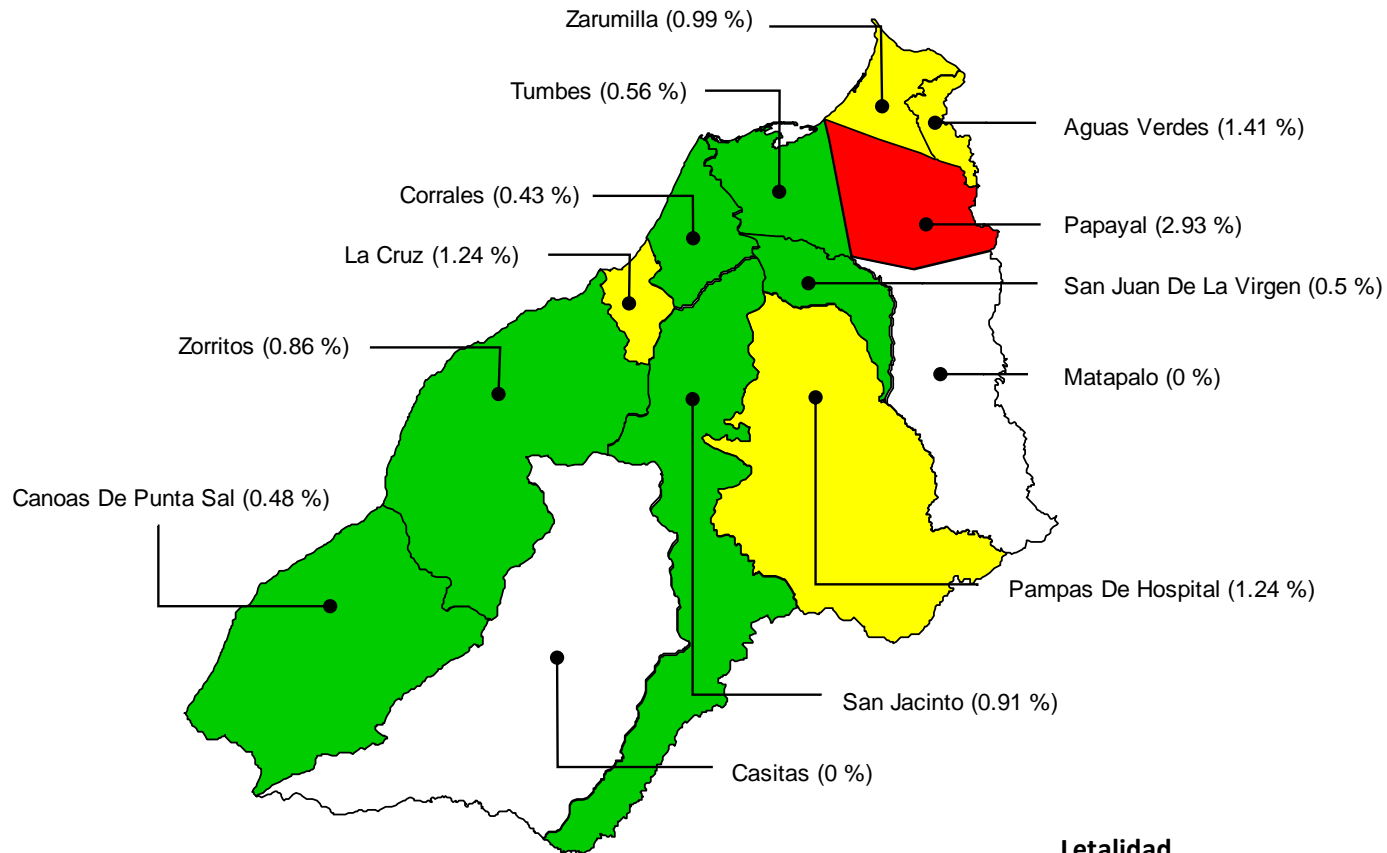 Zarumilla (0.99 %)
Tumbes (0.56 %)
Aguas Verdes (1.41 %)
Corrales (0.43 %)
Papayal (2.93 %)
La Cruz (1.24 %)
San Juan De La Virgen (0.5 %)
Zorritos (0.86 %)
Matapalo (0 %)
Canoas De Punta Sal (0.48 %)
Pampas De Hospital (1.24 %)
San Jacinto (0.91 %)
Casitas (0 %)
Letalidad